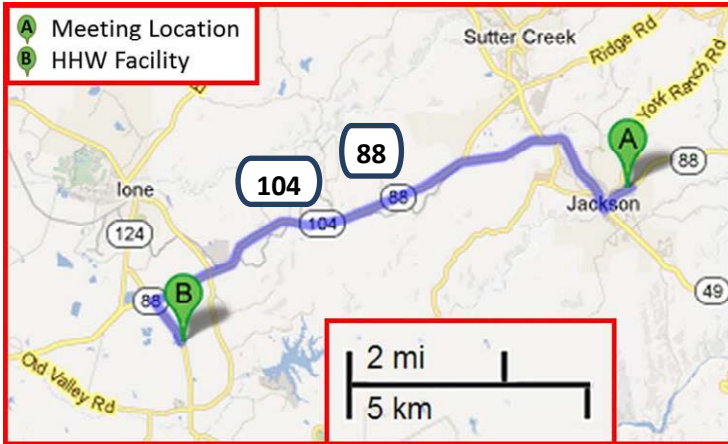 A Meeting Location
B HHW Facility
Sutter Creek
Ridge Rd
York Ranch Rd
88
104
A
88
Ione
88
Jackson
104
124
B
88
49
Old Valley Rd
2 mi
5 km